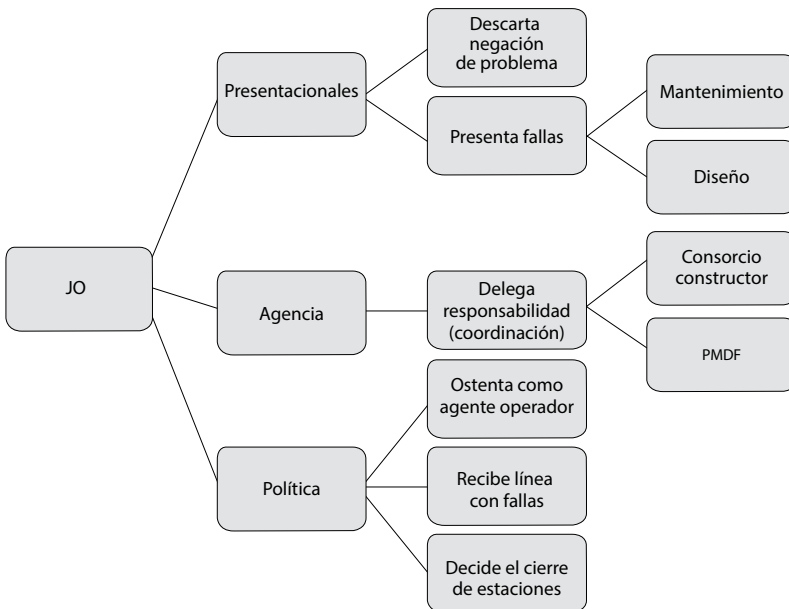 Descarta
negación
de problema
Presentacionales
Mantenimiento
Presenta fallas
Diseño
Consorcio
constructor
JO
Agencia
Delega
responsabilidad
(coordinación)
PMDF
Ostenta como
agente operador
Política
Recibe línea
con fallas
Decide el cierre
de estaciones